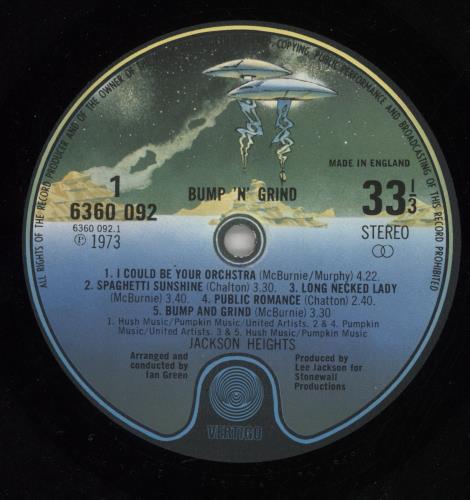 ALL RIGHTS OF THE RECORD PRODUCER AND OF THE OWNER OF THE
COPYING, PUBLIC PERFORMANCE AND BROADCASTING OF THIS RECORD PROHIBITED
MADE IN ENGLAND
1
BUMP 'N' GRIND
33 1/3
6360 092
6360 092.1
STEREO
Ⓟ 1973
1. I COULD BE YOUR ORCHSTRA (McBurnie/Murphy) 4.22.
2. SPAGHETTI SUNSHINE (Chalton) 3.30. 3. LONG NECKED LADY
(McBurnie) 3.40. 4. PUBLIC ROMANCE (Chatton) 2.40.
5. BUMP AND GRIND (McBurnie) 3.30
1. Hush Music/Pumpkin Music/United Artists. 2 & 4. Pumpkin
Music/United Artists. 3 & 5. Hush Music/Pumpkin Music
JACKSON HEIGHTS
Arranged and
conducted by
Ian Green
Produced by
Lee Jackson for
Stonewall
Productions
VERTIGO